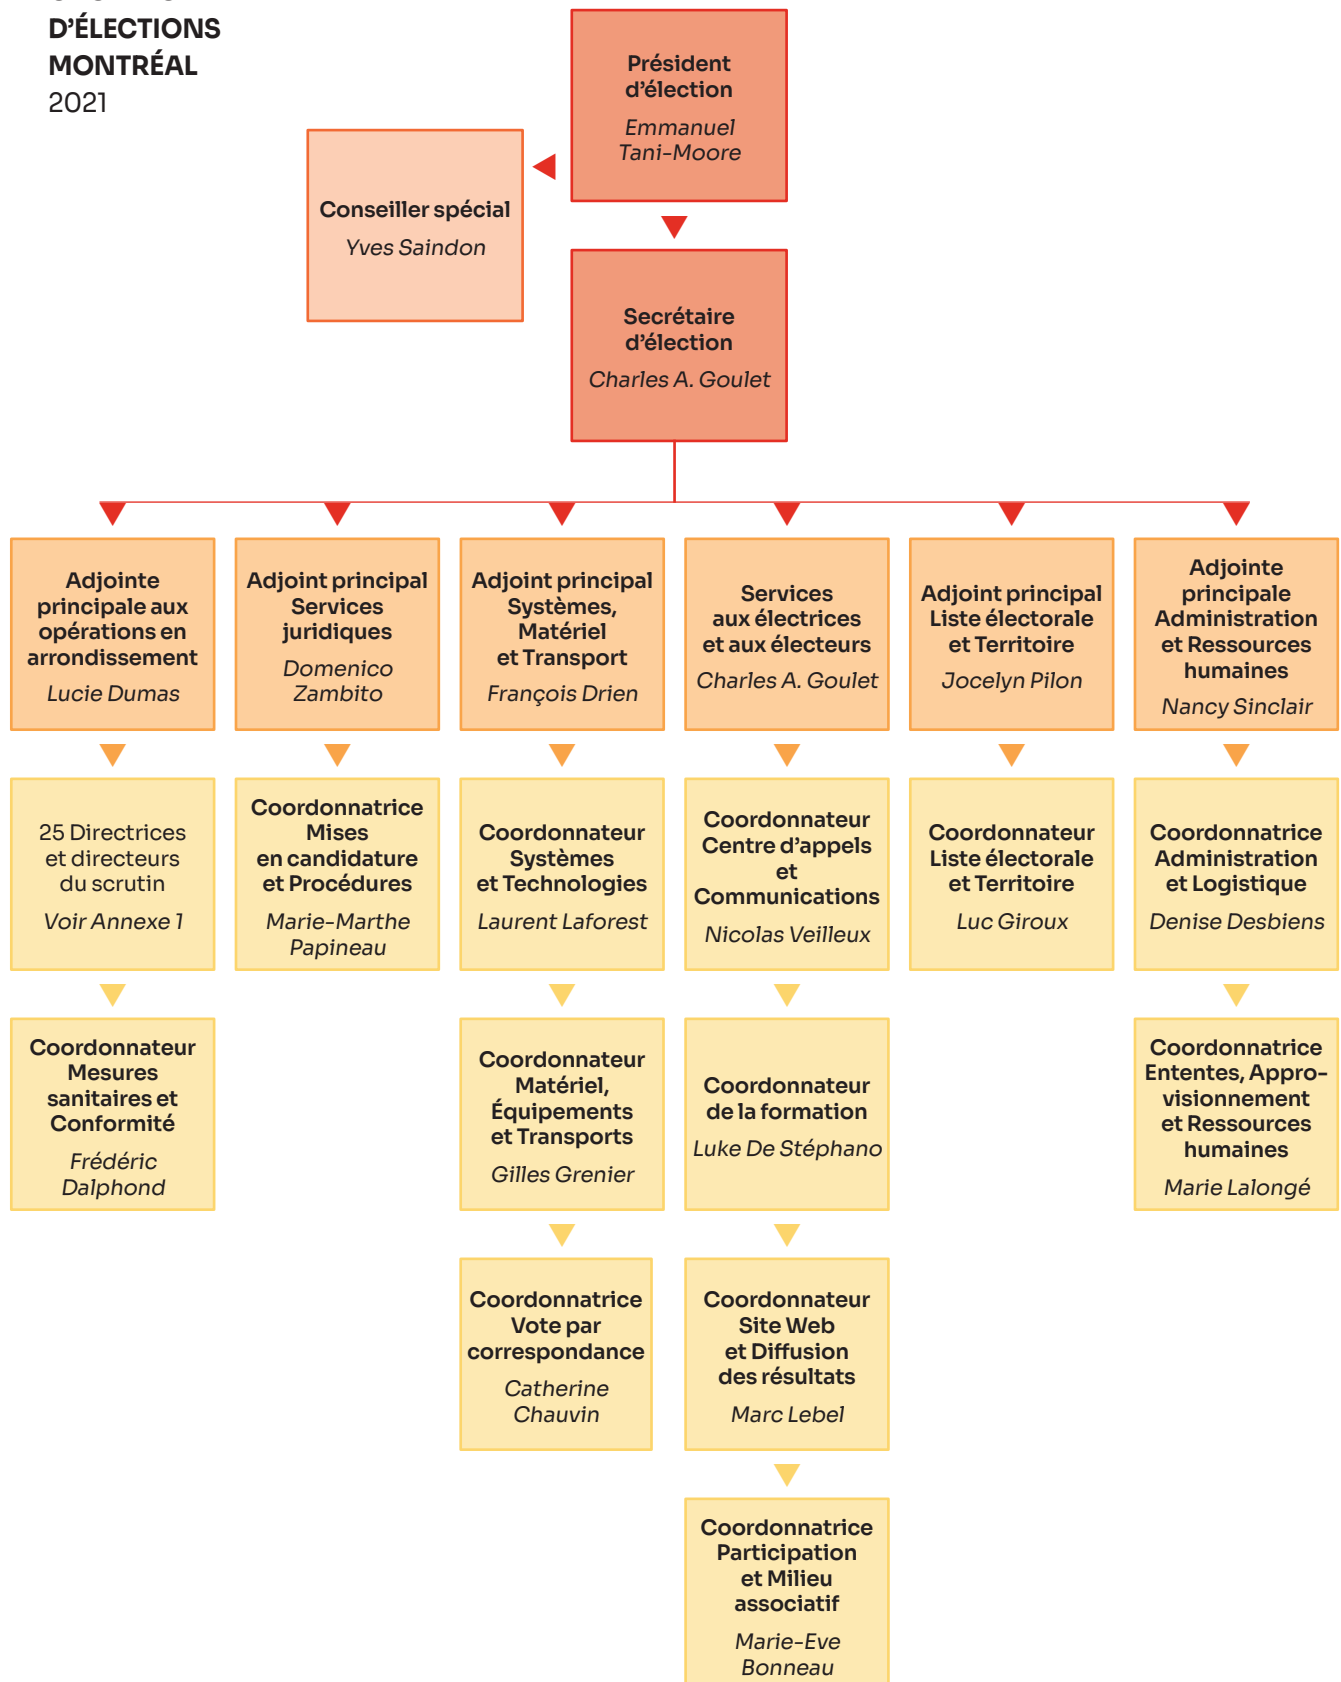 D’ÉLECTIONS
MONTRÉAL
2021
Président
d’élection
Emmanuel
Tani-Moore
Conseiller spécial
Yves Saindon
Secrétaire
d’élection
Charles A. Goulet
Adjointe
principale aux
opérations en
arrondissement
Lucie Dumas
Adjoint principal
Services
juridiques
Domenico
Zambito
Adjoint principal
Systèmes,
Matériel
et Transport
François Drien
Services
aux électrices
et aux électeurs
Charles A. Goulet
Adjoint principal
Liste électorale
et Territoire
Jocelyn Pilon
Adjointe
principale
Administration
et Ressources
humaines
Nancy Sinclair
25 Directrices
et directeurs
du scrutin
Voir Annexe 1
Coordonnatrice
Mises
en candidature
et Procédures
Marie-Marthe
Papineau
Coordonnateur
Systèmes
et Technologies
Laurent Laforest
Coordonnateur
Centre d’appels
et
Communications
Nicolas Veilleux
Coordonnateur
Liste électorale
et Territoire
Luc Giroux
Coordonnatrice
Administration
et Logistique
Denise Desbiens
Coordonnateur
Mesures
sanitaires et
Conformité
Frédéric
Dalphond
Coordonnateur
Matériel,
Équipements
et Transports
Gilles Grenier
Coordonnateur
de la formation
Luke De Stéphano
Coordonnatrice
Ententes, Appro-
visionnement
et Ressources
humaines
Marie Lalongé
Coordonnatrice
Vote par
correspondance
Catherine
Chauvin
Coordonnateur
Site Web
et Diffusion
des résultats
Marc Lebel
Coordonnatrice
Participation
et Milieu
associatif
Marie-Eve
Bonneau